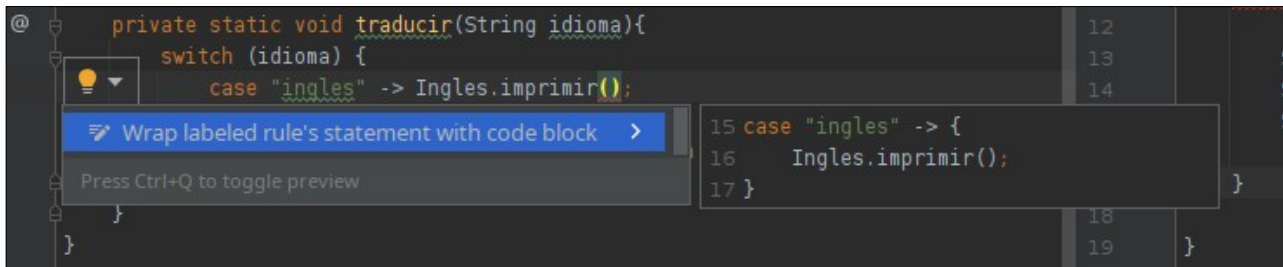 @ private static void traducir(String idioma){
switch (idioma) {
case "ingles" -> Ingles.imprimir();
Wrap labeled rule's statement with code block
Press Ctrl+Q to toggle preview
}
}
15 case "ingles" -> {
16 Ingles.imprimir();
17 }
12
13
14
}
18
19 }